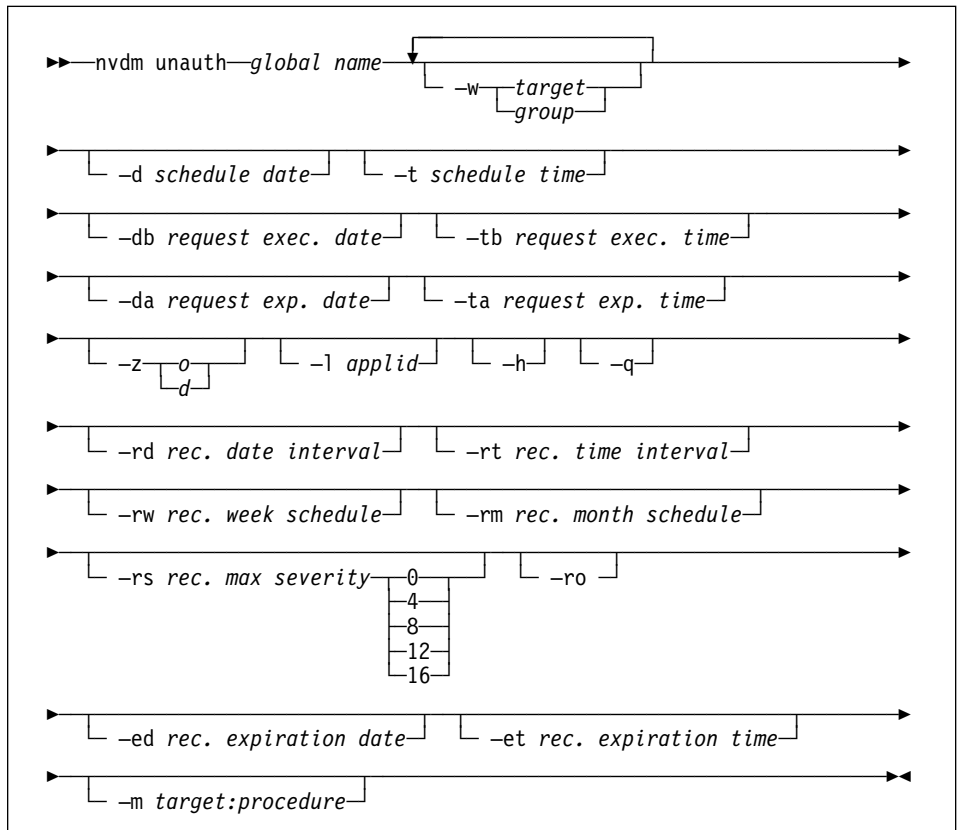 nvdm unauth global name
–w target
group
–d schedule date –t schedule time
–db request exec. date –tb request exec. time
–da request exp. date –ta request exp. time
–z o –l applid –h –q
d
–rd rec. date interval –rt rec. time interval
–rw rec. week schedule –rm rec. month schedule
–rs rec. max severity 0 –ro
4
8
12
16
–ed rec. expiration date –et rec. expiration time
–m target:procedure